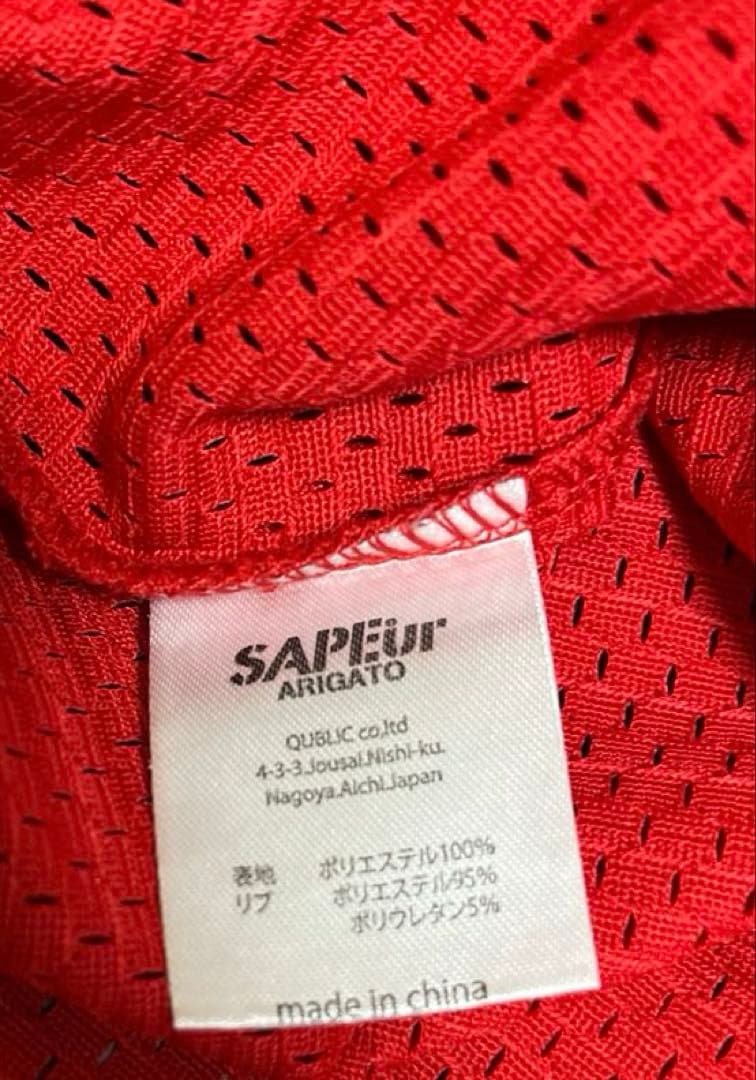 SAPEur
ARIGATO
QUBLIC co,ltd
4-3-3.Jousai.Nishi-ku.
Nagoya.Aichi.Japan
表地 ポリエステル100%
リブ ポリエステル95%
ポリウレタン5%
made in china